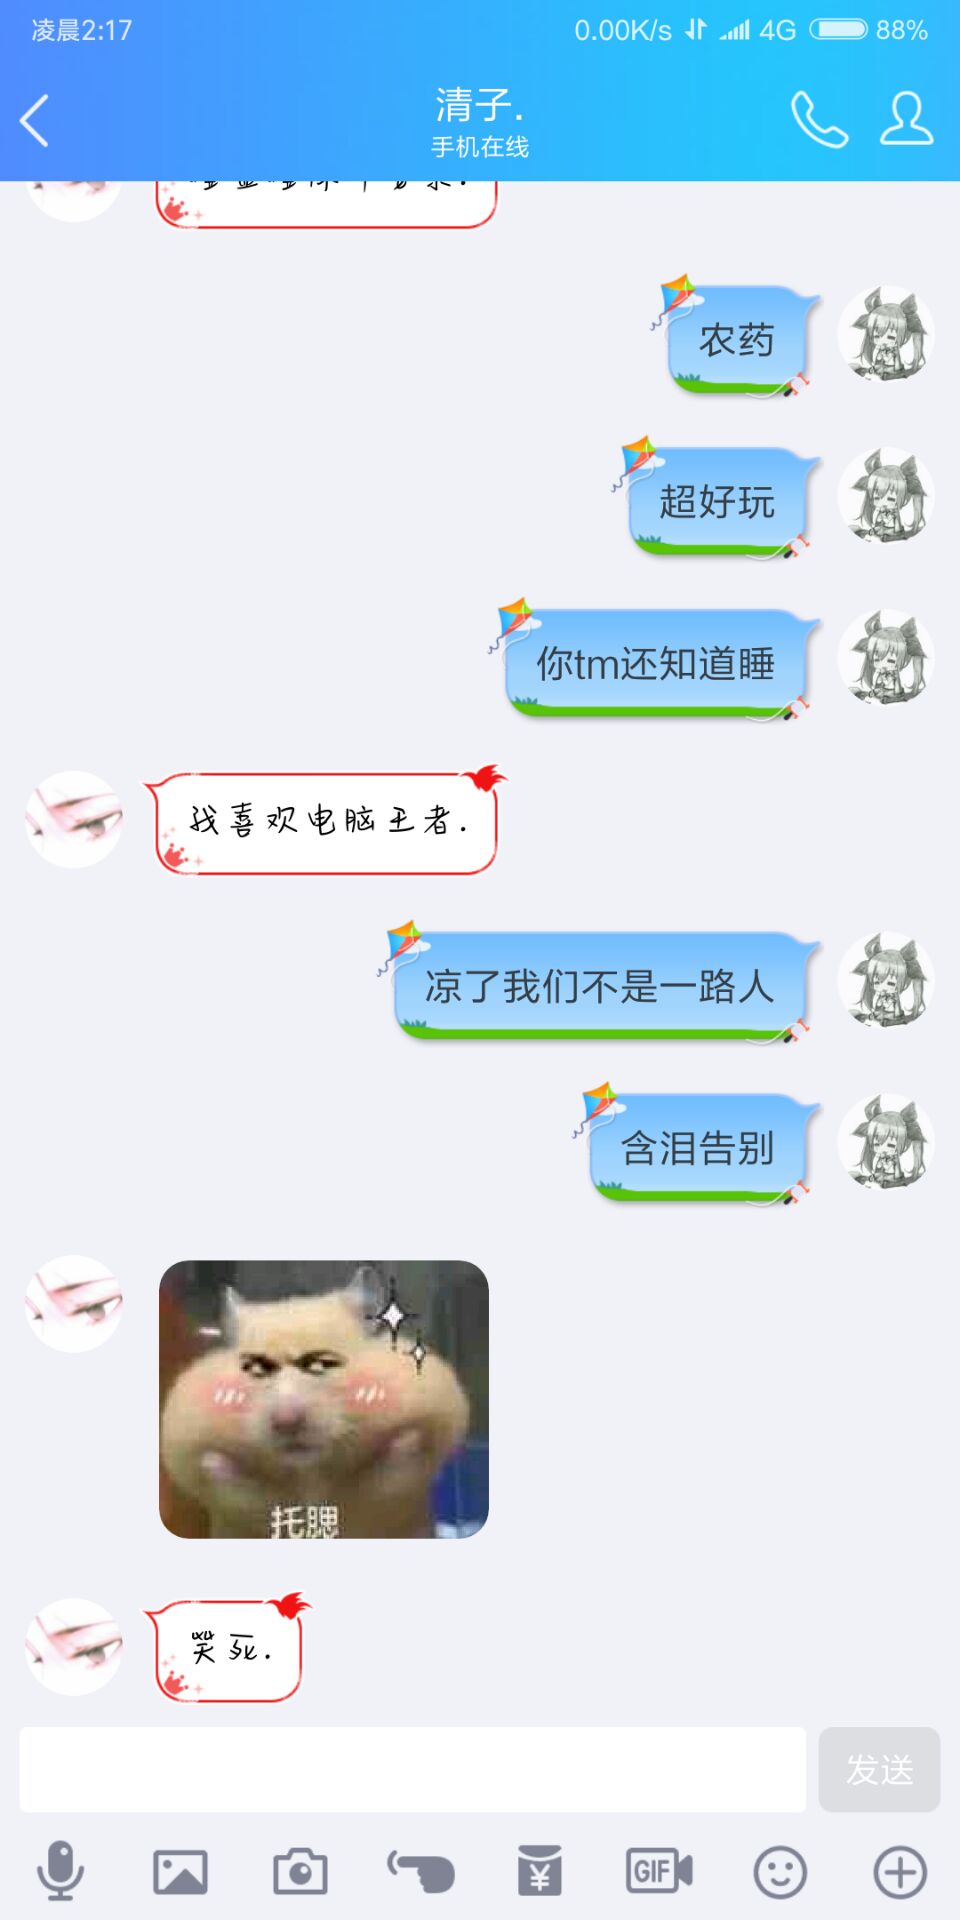 凌晨2:17
0.00K/s 4G 88%
清子.
手机在线
农药
超好玩
你tm还知道睡
我喜欢电脑王者.
凉了我们不是一路人
含泪告别
托腮
笑死.
发送
GIF